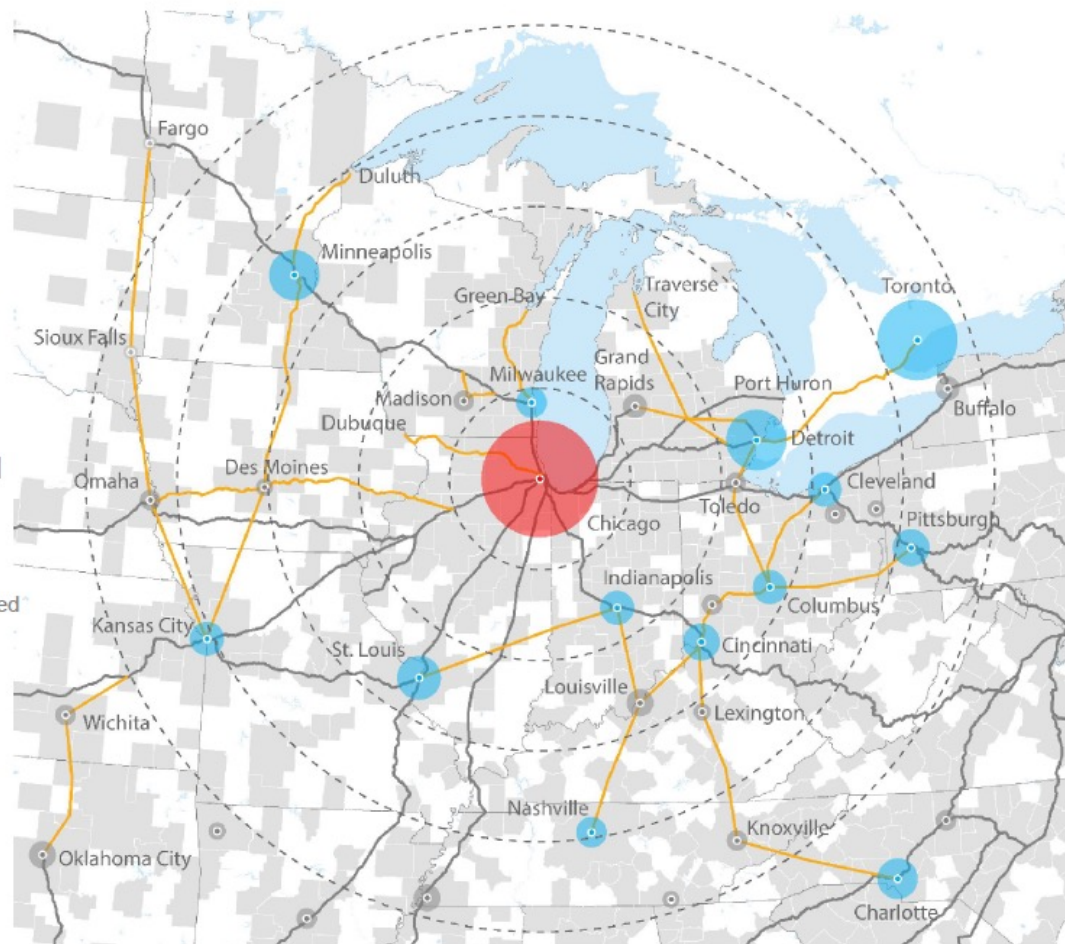 Fargo
Duluth
Minneapolis
Green Bay
Traverse
City
Toronto
Sioux Falls
Grand
Rapids
Milwaukee
Port Huron
Madison
Buffalo
Dubuque
Detroit
Des Moines
Omaha
Cleveland
Toledo
Pittsburgh
Chicago
Indianapolis
ed
Columbus
Kansas City
St. Louis
Cincinnati
Louisville
Lexington
Wichita
Nashville
Knoxville
Oklahoma City
Charlotte